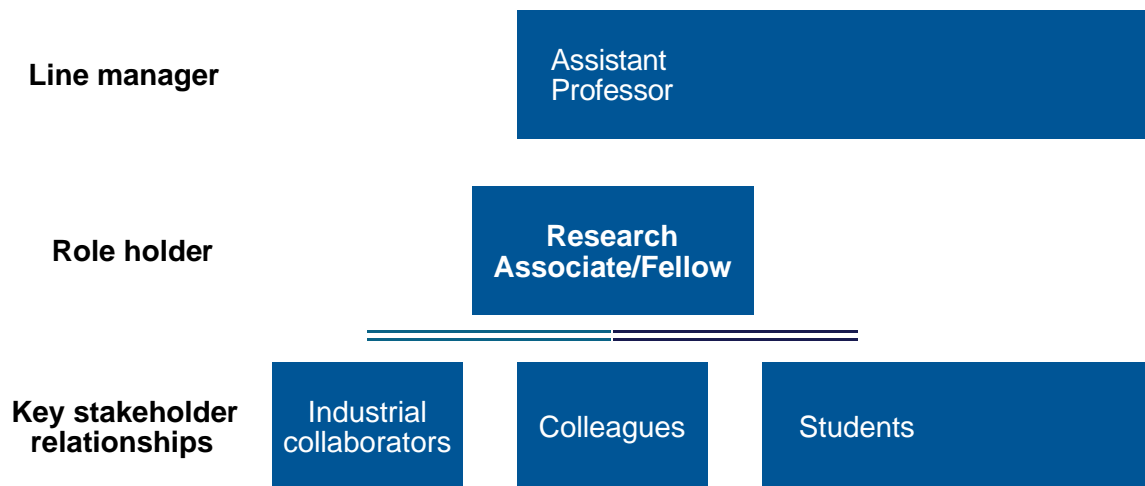 Line manager
Assistant
Professor
Role holder
Research
Associate/Fellow
Key stakeholder
relationships
Industrial
collaborators
Colleagues
Students